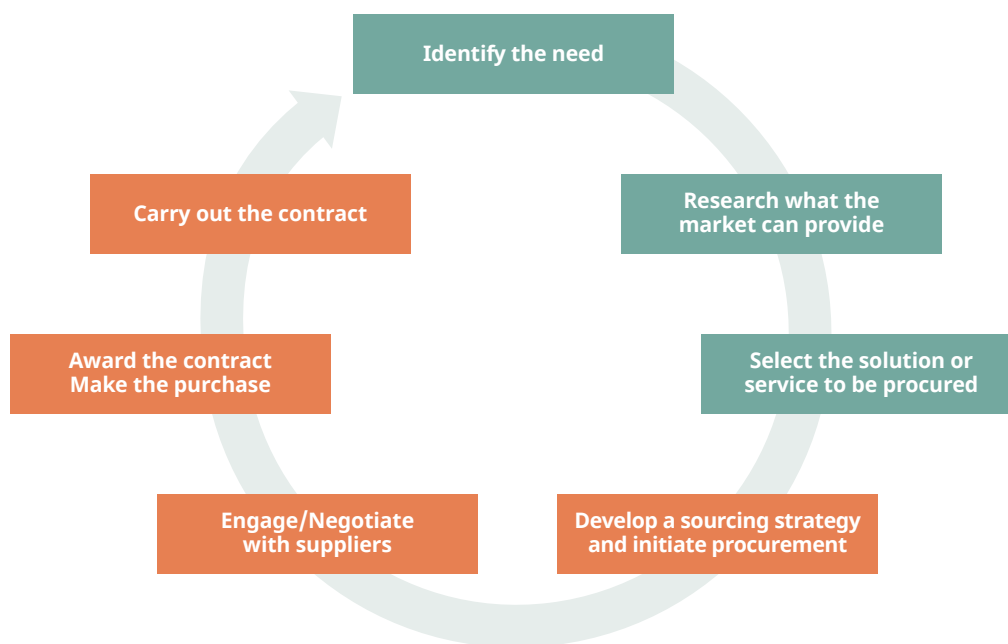 Identify the need
Research what the
market can provide
Select the solution or
service to be procured
Develop a sourcing strategy
and initiate procurement
Engage/Negotiate
with suppliers
Award the contract
Make the purchase
Carry out the contract